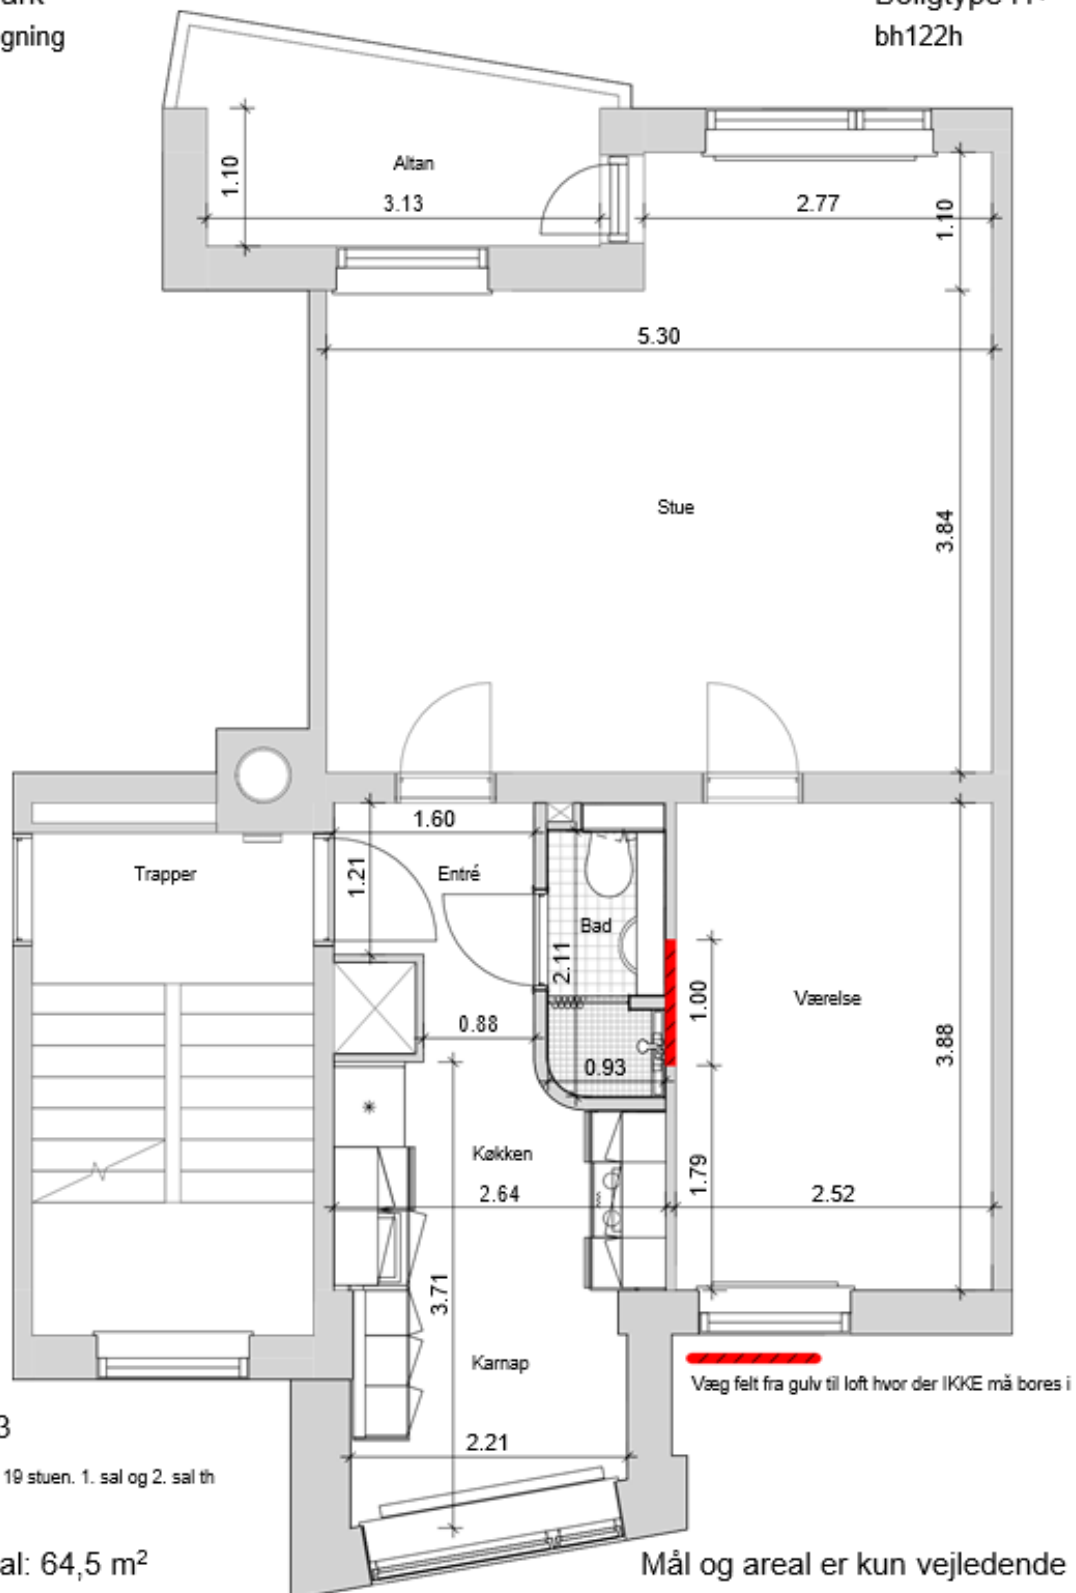 gning
bh122h
Altan
1.10
3.13
2.77
1.10
5.30
Stue
3.84
1.60
1.21
Entré
Trapper
Bad
2.11
0.88
0.93
1.00
Værelse
3.88
Køkken
2.64
1.79
2.52
3.71
Karnap
2.21
Væg felt fra gulv til loft hvor der IKKE må bores i
3
19 stuen. 1. sal og 2. sal th
al: 64,5 m²
Mål og areal er kun vejledende